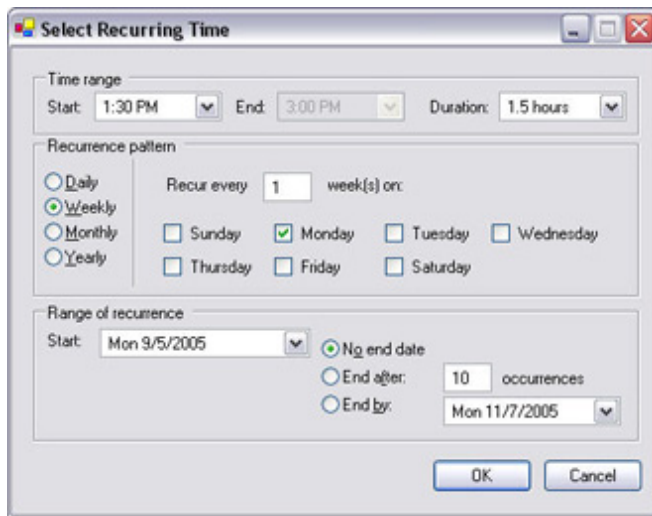 Select Recurring Time
Time range
Start: 1:30 PM End: 3:00 PM Duration: 1.5 hours
Recurrence pattern
Daily
Weekly
Monthly
Yearly
Recur every 1 week(s) on:
Sunday Monday Tuesday Wednesday
Thursday Friday Saturday
Range of recurrence
Start: Mon 9/5/2005
No end date
End after: 10 occurrences
End by: Mon 11/7/2005
OK Cancel